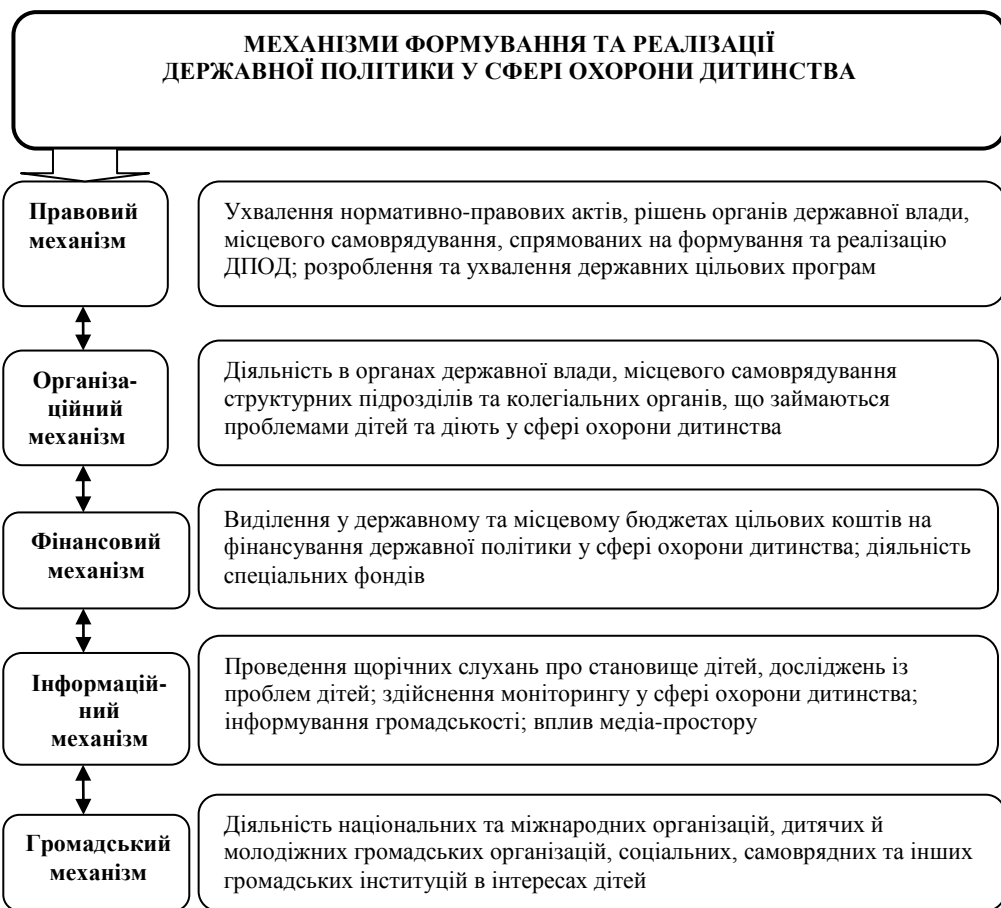 МЕХАНІЗМИ ФОРМУВАННЯ ТА РЕАЛІЗАЦІЇ
ДЕРЖАВНОЇ ПОЛІТИКИ У СФЕРІ ОХОРОНИ ДИТИНСТВА
Правовий
механізм
Ухвалення нормативно-правових актів, рішень органів державної влади,
місцевого самоврядування, спрямованих на формування та реалізацію
ДПОД; розроблення та ухвалення державних цільових програм
Організа-
ційний
механізм
Діяльність в органах державної влади, місцевого самоврядування
структурних підрозділів та колегіальних органів, що займаються
проблемами дітей та діють у сфері охорони дитинства
Фінансовий
механізм
Виділення у державному та місцевому бюджетах цільових коштів на
фінансування державної політики у сфері охорони дитинства; діяльність
спеціальних фондів
Інформацій-
ний
механізм
Проведення щорічних слухань про становище дітей, досліджень із
проблем дітей; здійснення моніторингу у сфері охорони дитинства;
інформування громадськості; вплив медіа-простору
Громадський
механізм
Діяльність національних та міжнародних організацій, дитячих й
молодіжних громадських організацій, соціальних, самоврядних та інших
громадських інституцій в інтересах дітей